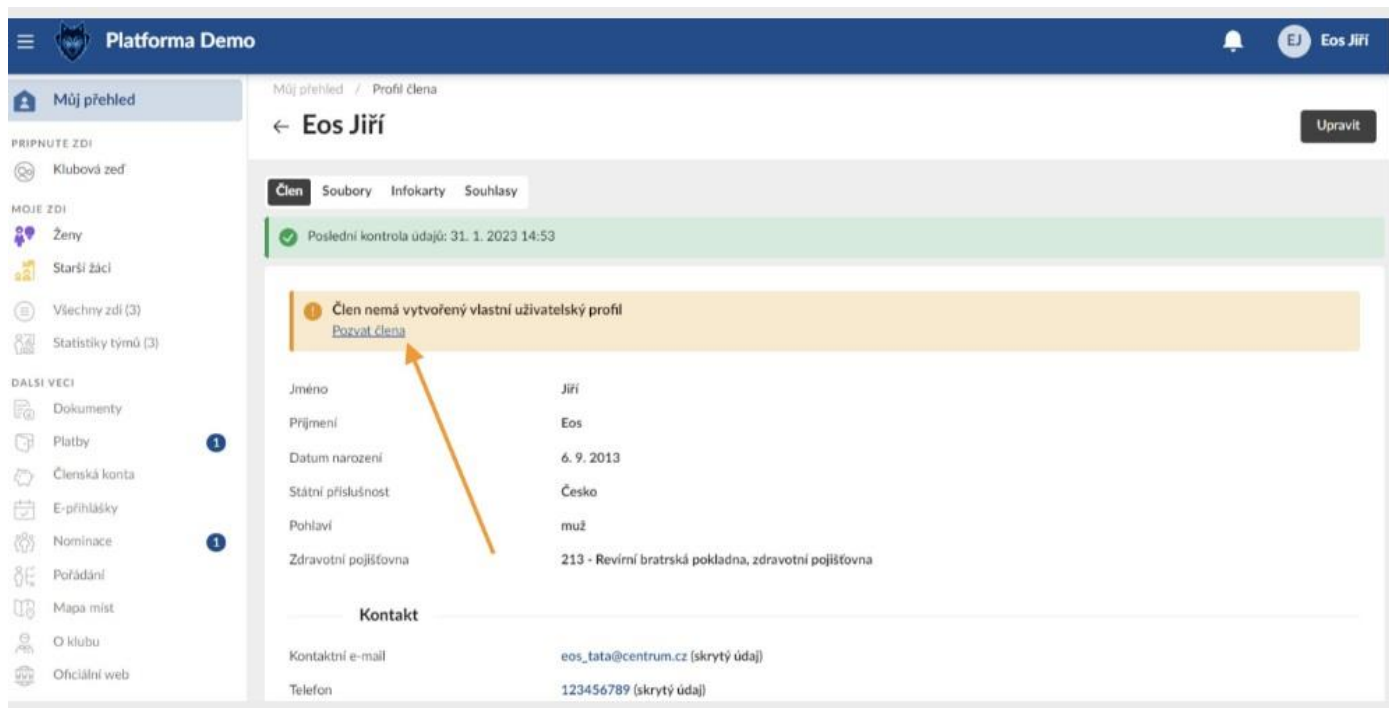 Platforma Demo
EJ Eos Jiří
Můj přehled
PRIPNUTE ZDI
Klubová zeď
MOJE ZDI
Ženy
Starší žáci
Všechny zdi (3)
Statistiky týmů (3)
DALSI VECI
Dokumenty
Platby 1
Členská konta
E-přihlášky
Nominace 1
Pořádání
Mapa míst
O klubu
Oficiální web
Můj přehled / Profil člena
← Eos Jiří
Upravit
Člen Soubory Infokarty Souhlasy
Poslední kontrola údajů: 31. 1. 2023 14:53
Člen nemá vytvořený vlastní uživatelský profil
Pozvat člena
Jméno Jiří
Příjmení Eos
Datum narození 6. 9. 2013
Státní příslušnost Česko
Pohlaví muž
Zdravotní pojišťovna 213 - Revírní bratrská pokladna, zdravotní pojišťovna
Kontakt
Kontaktní e-mail eos_tata@centrum.cz (skrytý údaj)
Telefon 123456789 (skrytý údaj)